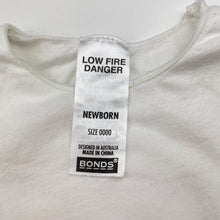 LOW FIRE
DANGER
NEWBORN
SIZE 0000
DESIGNED IN AUSTRALIA
MADE IN CHINA
BONDS